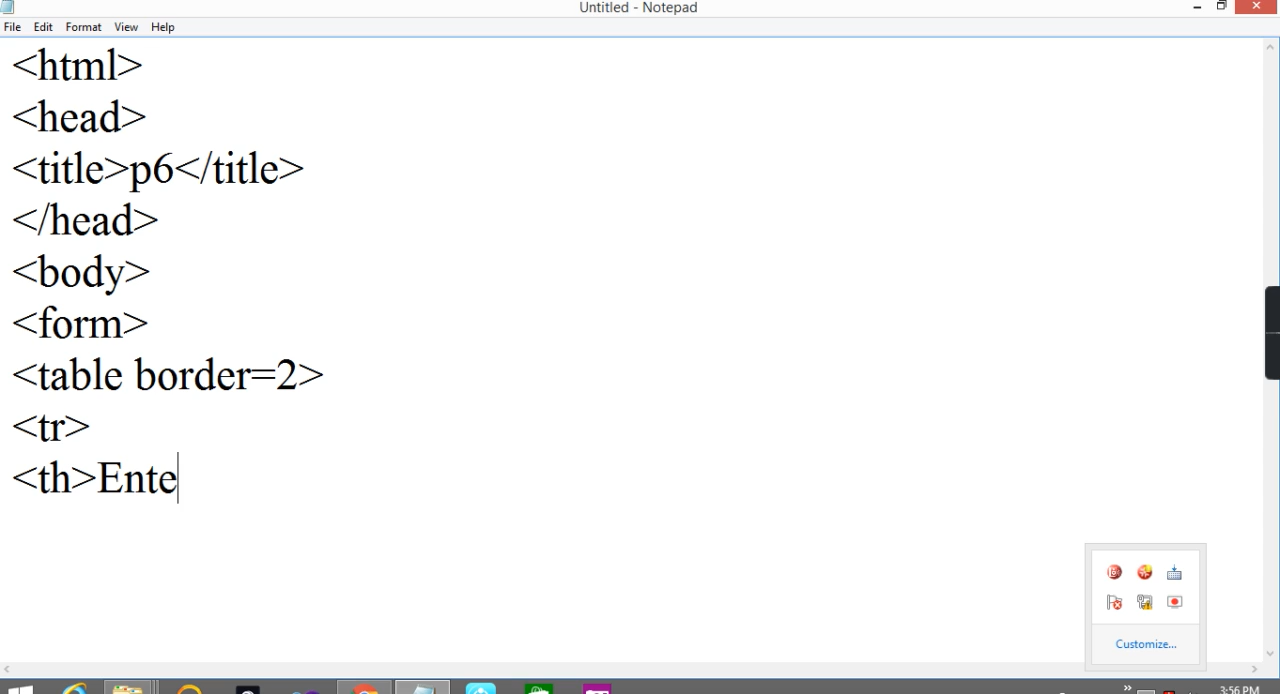 Untitled - Notepad
File Edit Format View Help
<html>
<head>
<title>p6</title>
</head>
<body>
<form>
<table border=2>
<tr>
<th>Ente
Customize...
3:56 PM